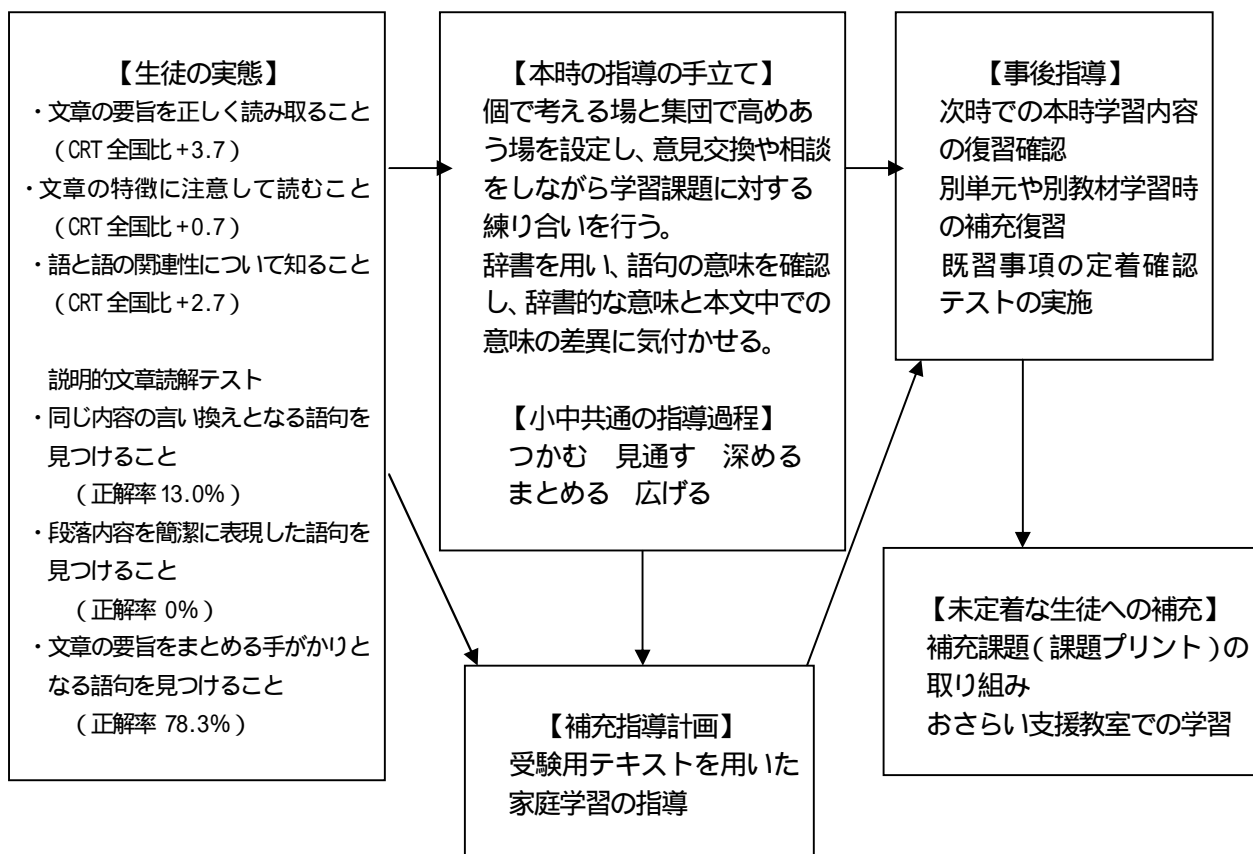 【生徒の実態】
・文章の要旨を正しく読み取ること
（CRT 全国比+3.7）
・文章の特徴に注意して読むこと
（CRT 全国比+0.7）
・語と語の関連性について知ること
（CRT 全国比+2.7）
説明的文章読解テスト
・同じ内容の言い換えとなる語句を
見つけること
（正解率 13.0%）
・段落内容を簡潔に表現した語句を
見つけること
（正解率 0%）
・文章の要旨をまとめる手がかりと
なる語句を見つけること
（正解率 78.3%）
【本時の指導の手立て】
個で考える場と集団で高めあ
う場を設定し、意見交換や相談
をしながら学習課題に対する
練り合いを行う。
辞書を用い、語句の意味を確認
し、辞書的な意味と本文中での
意味の差異に気付かせる。
【小中共通の指導過程】
つかむ　見通す　深める
まとめる　広げる
【補充指導計画】
受験用テキストを用いた
家庭学習の指導
【事後指導】
次時での本時学習内容
の復習確認
別単元や別教材学習時
の補充復習
既習事項の定着確認
テストの実施
【未定着な生徒への補充】
補充課題（課題プリント）の
取り組み
おさらい支援教室での学習